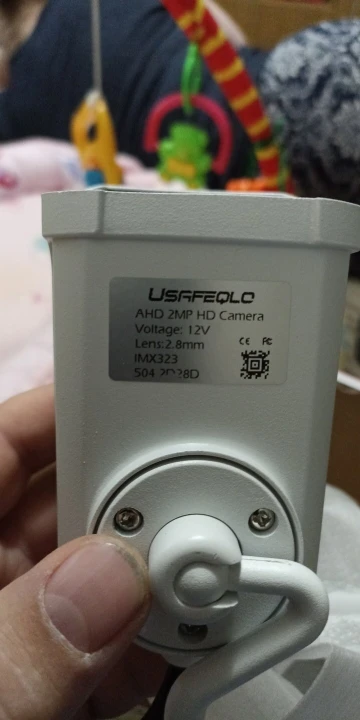 USAFEQLO
AHD 2MP HD Camera
Voltage: 12V
Lens:2.8mm
CE FC
IMX323
504